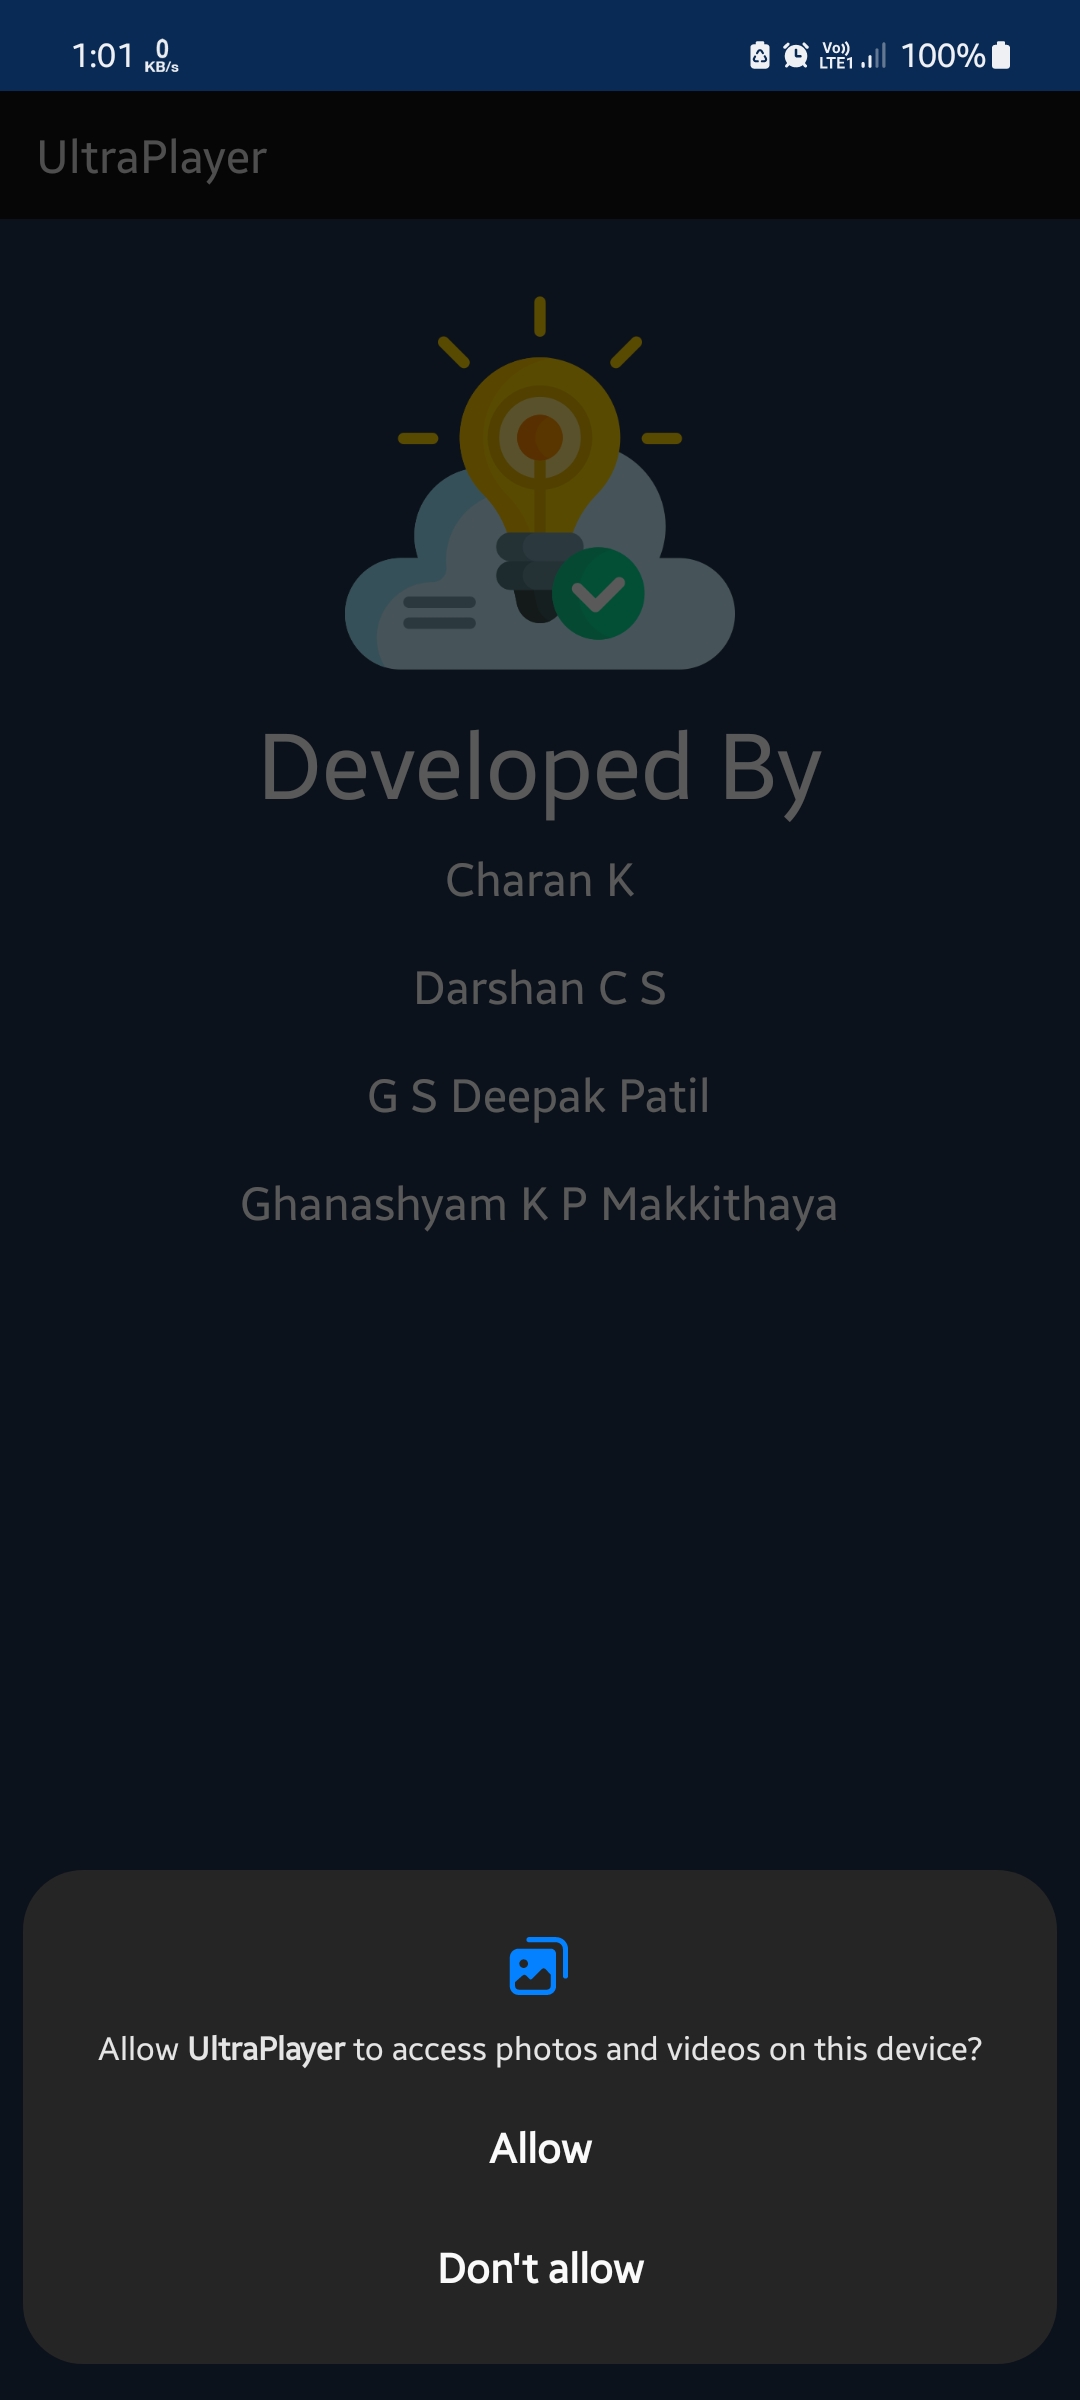 1:01 0 KB/s Vo)) LTE1 100%
UltraPlayer
Developed By
Charan K
Darshan C S
G S Deepak Patil
Ghanashyam K P Makkithaya
Allow UltraPlayer to access photos and videos on this device?
Allow
Don't allow